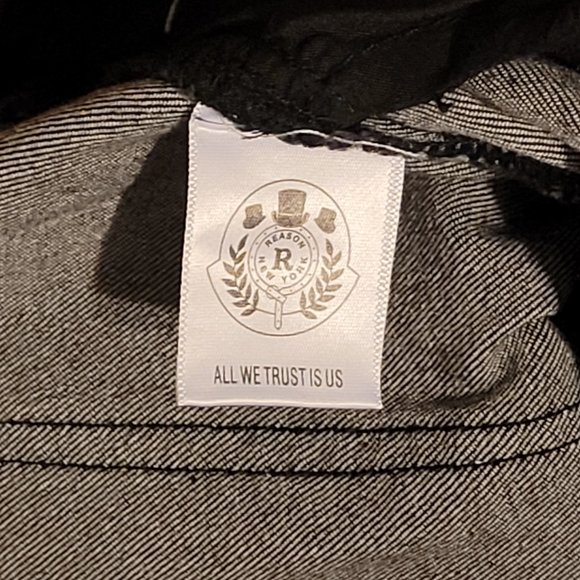 REASON
R
NEW YORK
ALL WE TRUST IS US